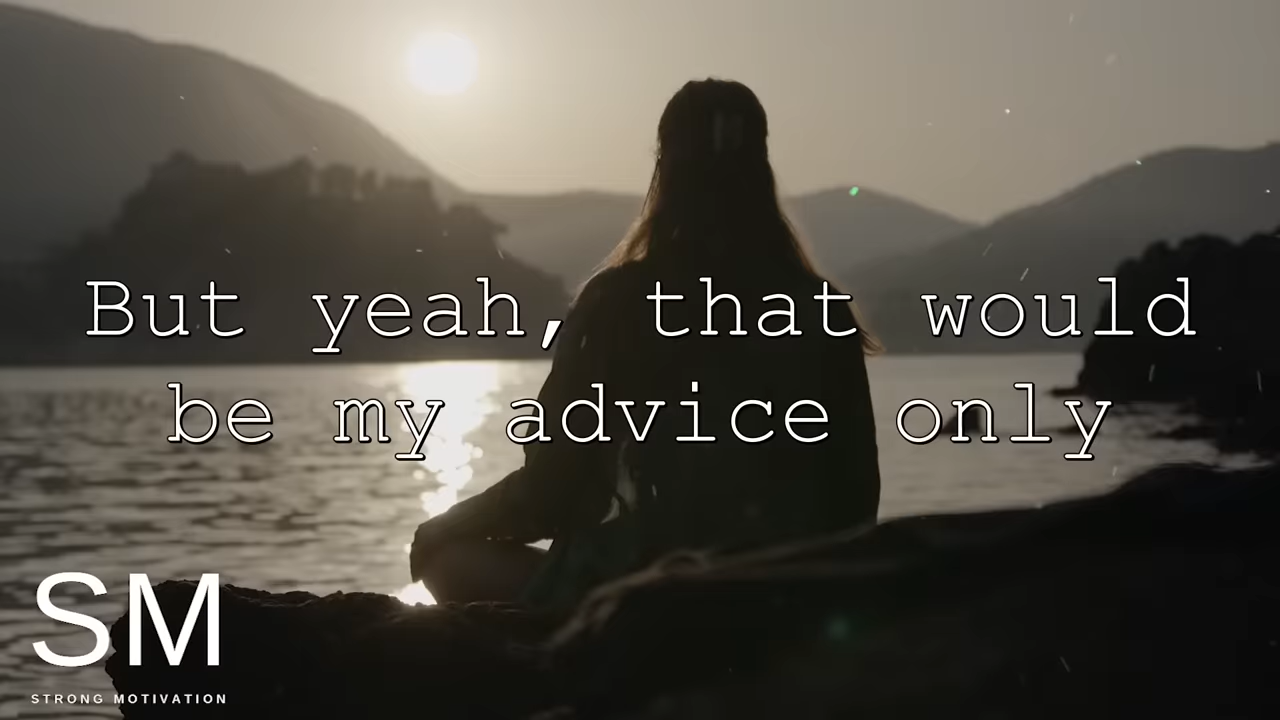 But yeah, that would
be my advice only
SM
STRONG MOTIVATION